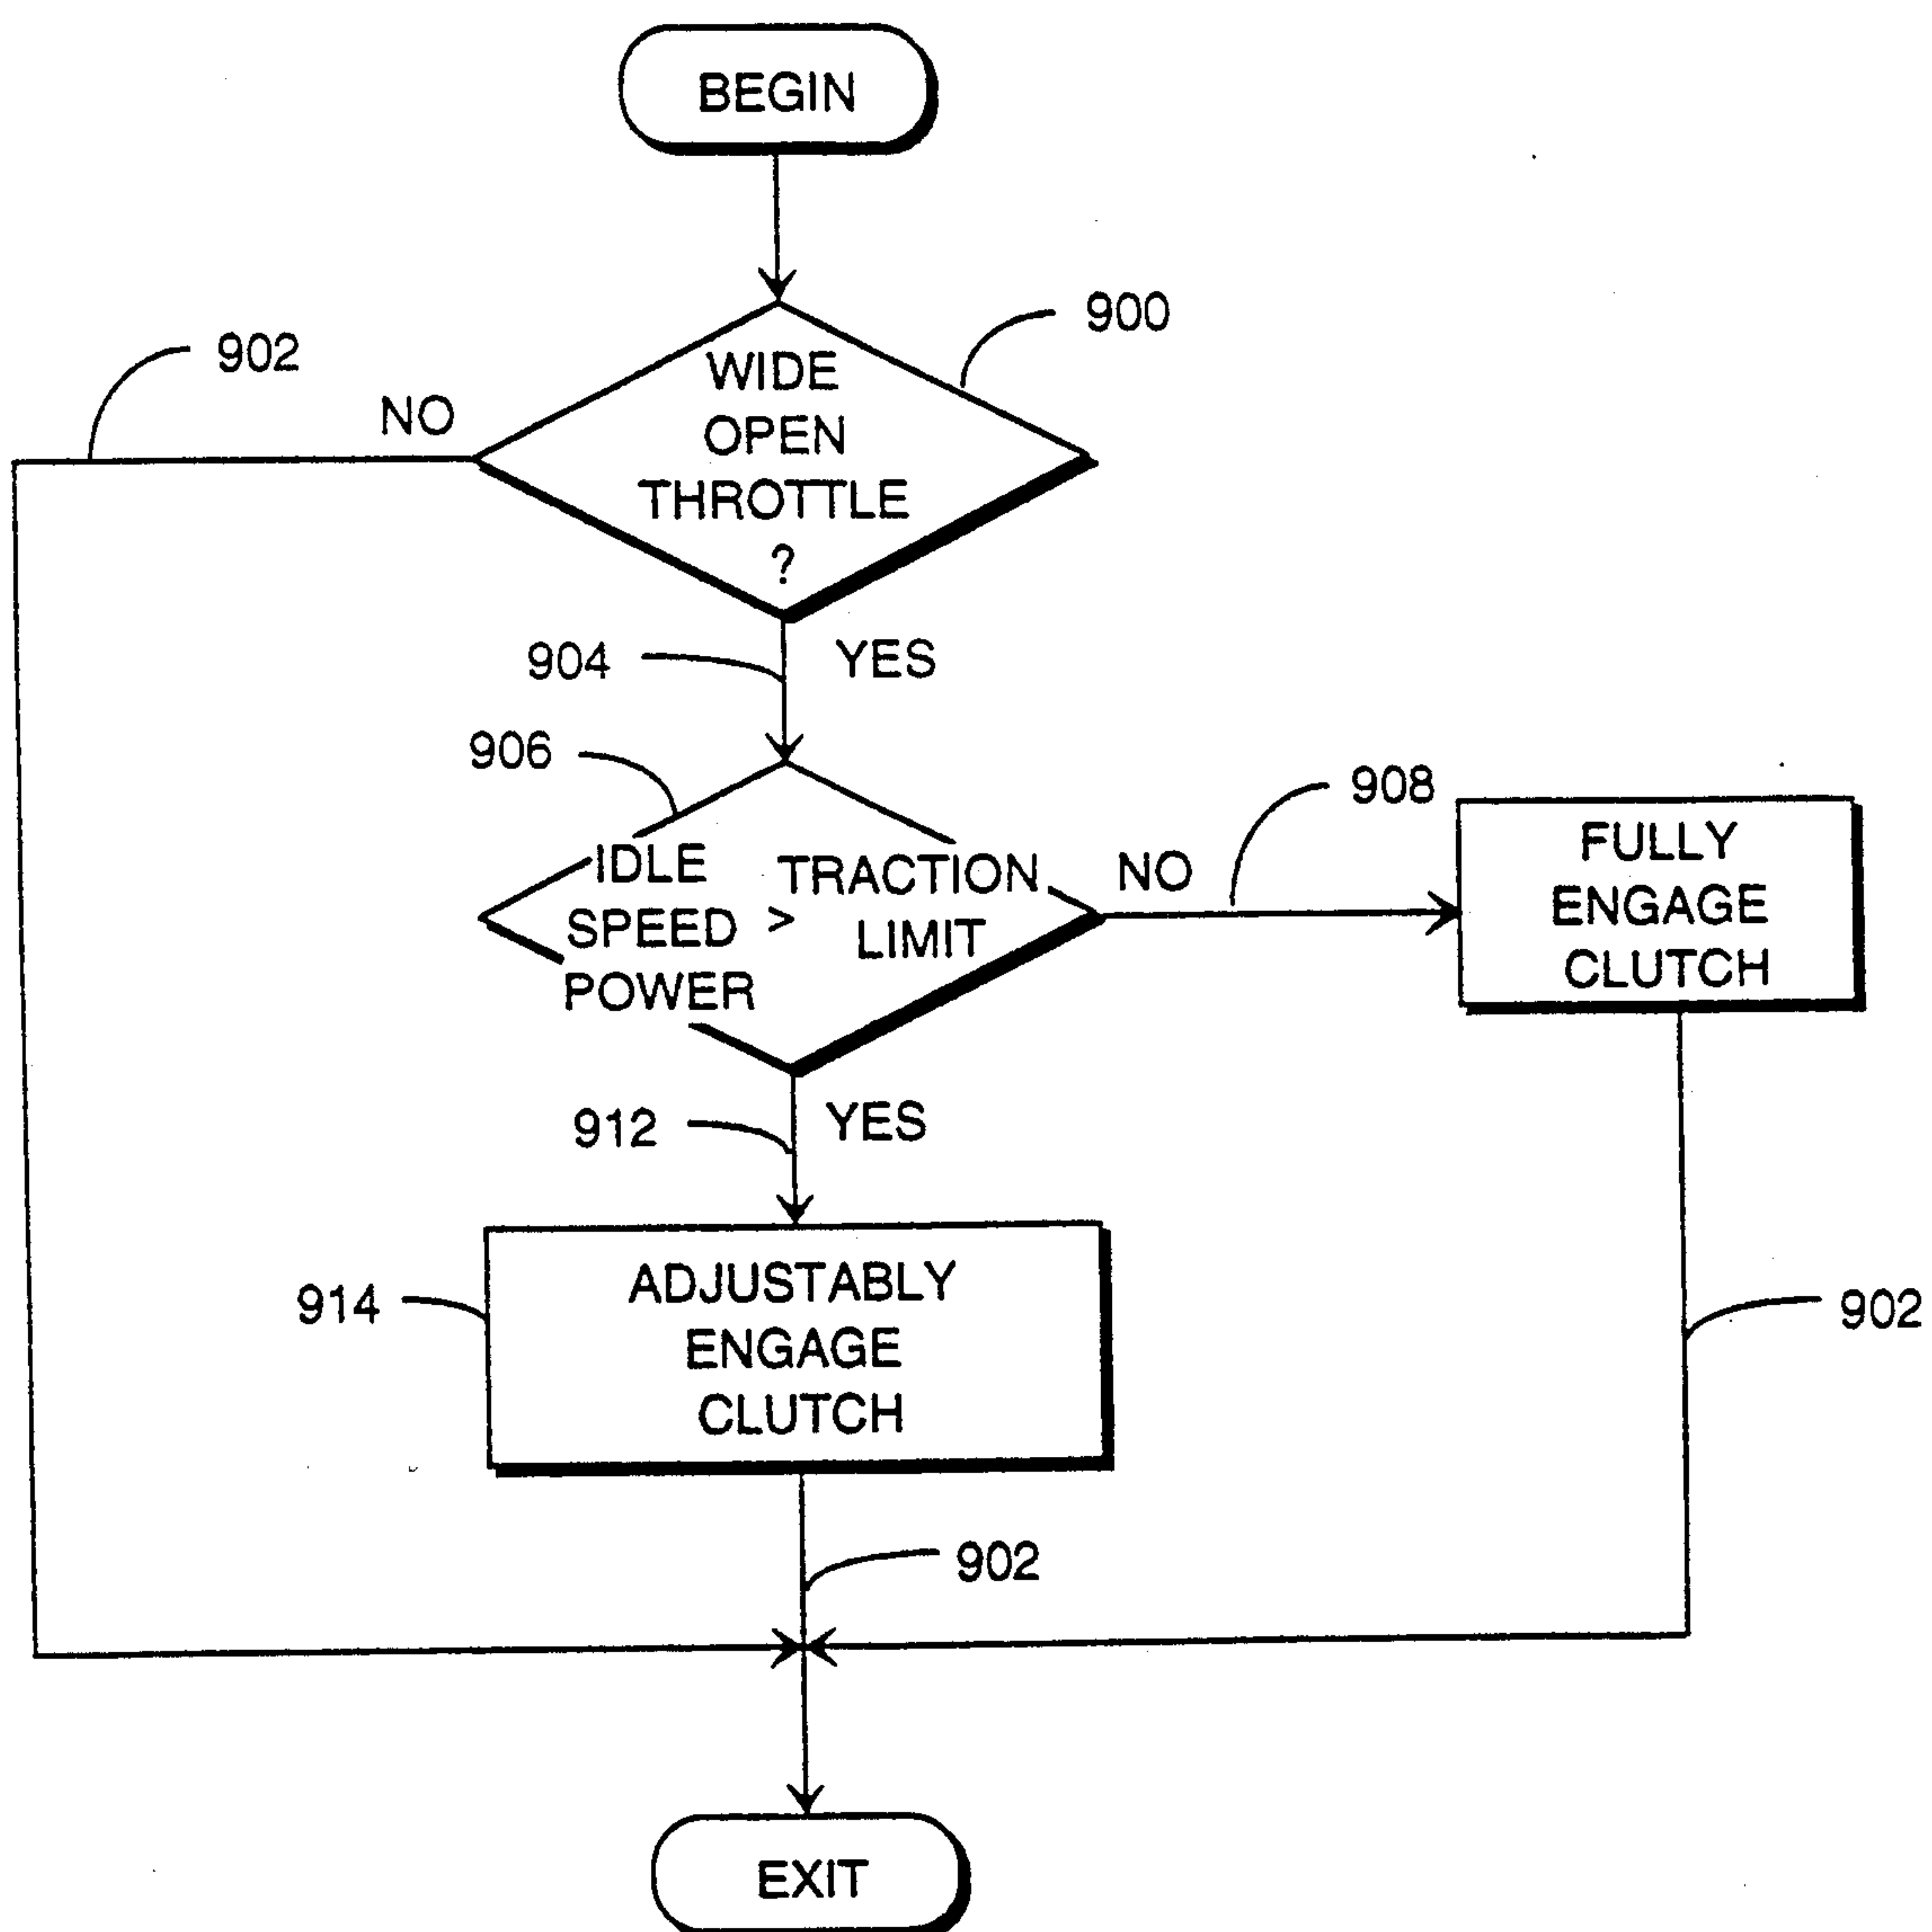 BEGIN
900
902
NO
WIDE
OPEN
THROTTLE
?
904
YES
906
IDLE
SPEED
POWER
>
TRACTION
LIMIT
NO
908
FULLY
ENGAGE
CLUTCH
912
YES
914
ADJUSTABLY
ENGAGE
CLUTCH
902
902
EXIT